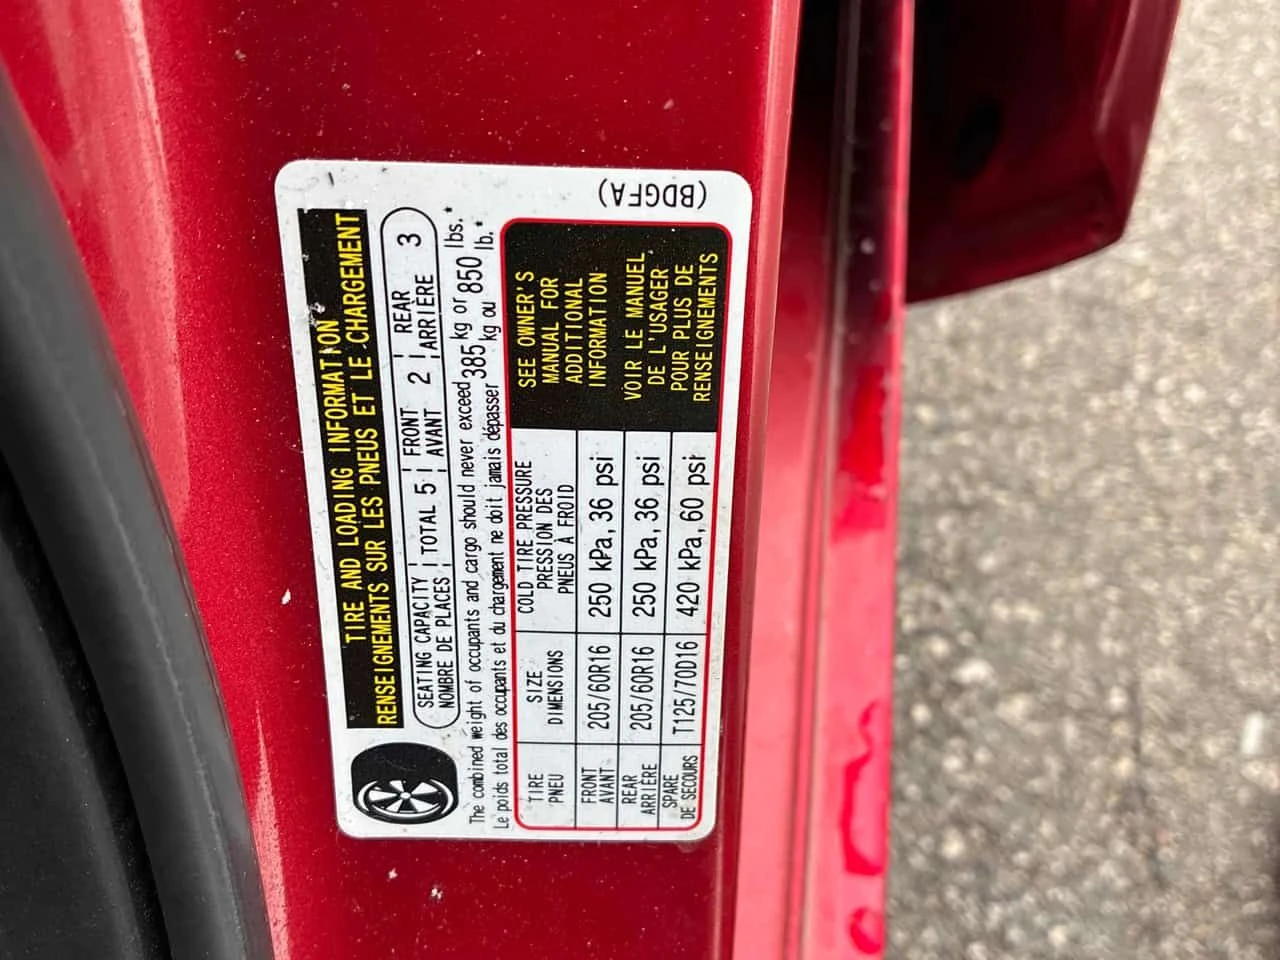 TIRE AND LOADING INFORMATION
RENSEIGNEMENTS SUR LES PNEUS ET LE CHARGEMENT
SEATING CAPACITY TOTAL 5 FRONT 2 REAR 3
NOMBRE DE PLACES AVANT ARRIÈRE
The combined weight of occupants and cargo should never exceed 385 kg or 850 lbs.*
Le poids total des occupants et du chargement ne doit jamais dépasser kg ou lb.*
TIRE SIZE COLD TIRE PRESSURE
PNEU DIMENSIONS PRESSION DES
PNEUS À FROID
FRONT 205/60R16 250 kPa, 36 psi
AVANT
REAR 205/60R16 250 kPa, 36 psi
ARRIÈRE
SPARE T125/70D16 420 kPa, 60 psi
DE SECOURS
SEE OWNER'S
MANUAL FOR
ADDITIONAL
INFORMATION
VOIR LE MANUEL
DE L'USAGER
POUR PLUS DE
RENSEIGNEMENTS
(BDGFA)